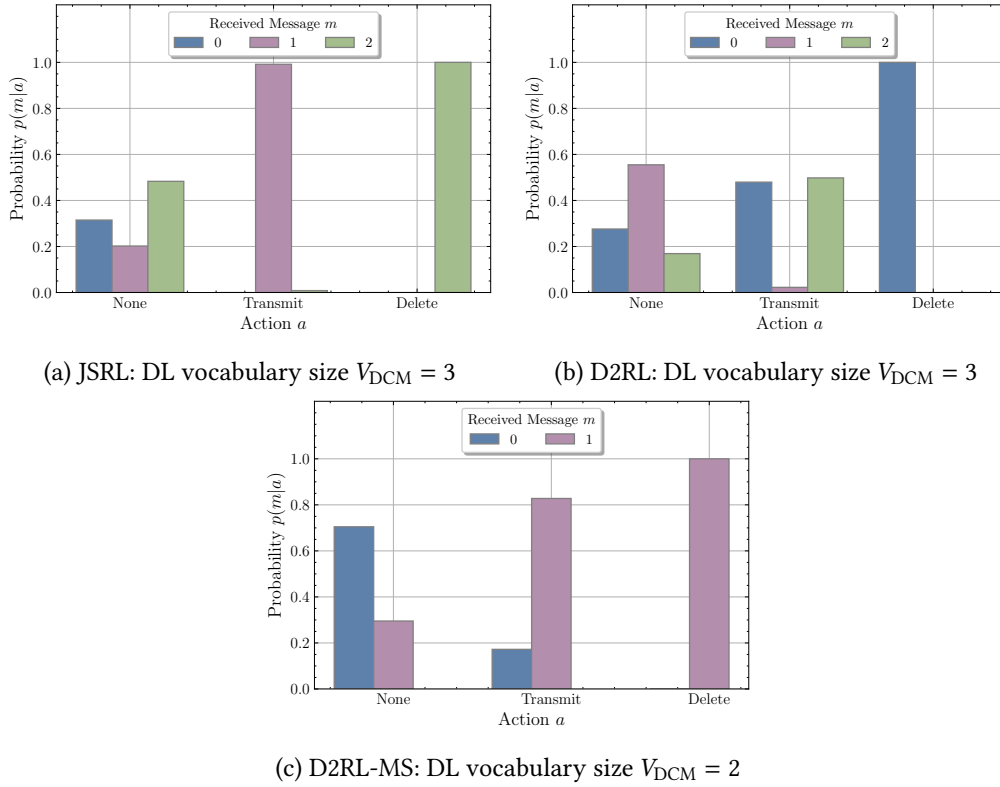 Received Message m
0 1 2
1.0
0.8
0.6
0.4
0.2
0.0
Probability p(m|a)
None Transmit Delete
Action a
(a) JSRL: DL vocabulary size V_DCM = 3
Received Message m
0 1 2
1.0
0.8
0.6
0.4
0.2
0.0
Probability p(m|a)
None Transmit Delete
Action a
(b) D2RL: DL vocabulary size V_DCM = 3
Received Message m
0 1
1.0
0.8
0.6
0.4
0.2
0.0
Probability p(m|a)
None Transmit Delete
Action a
(c) D2RL-MS: DL vocabulary size V_DCM = 2